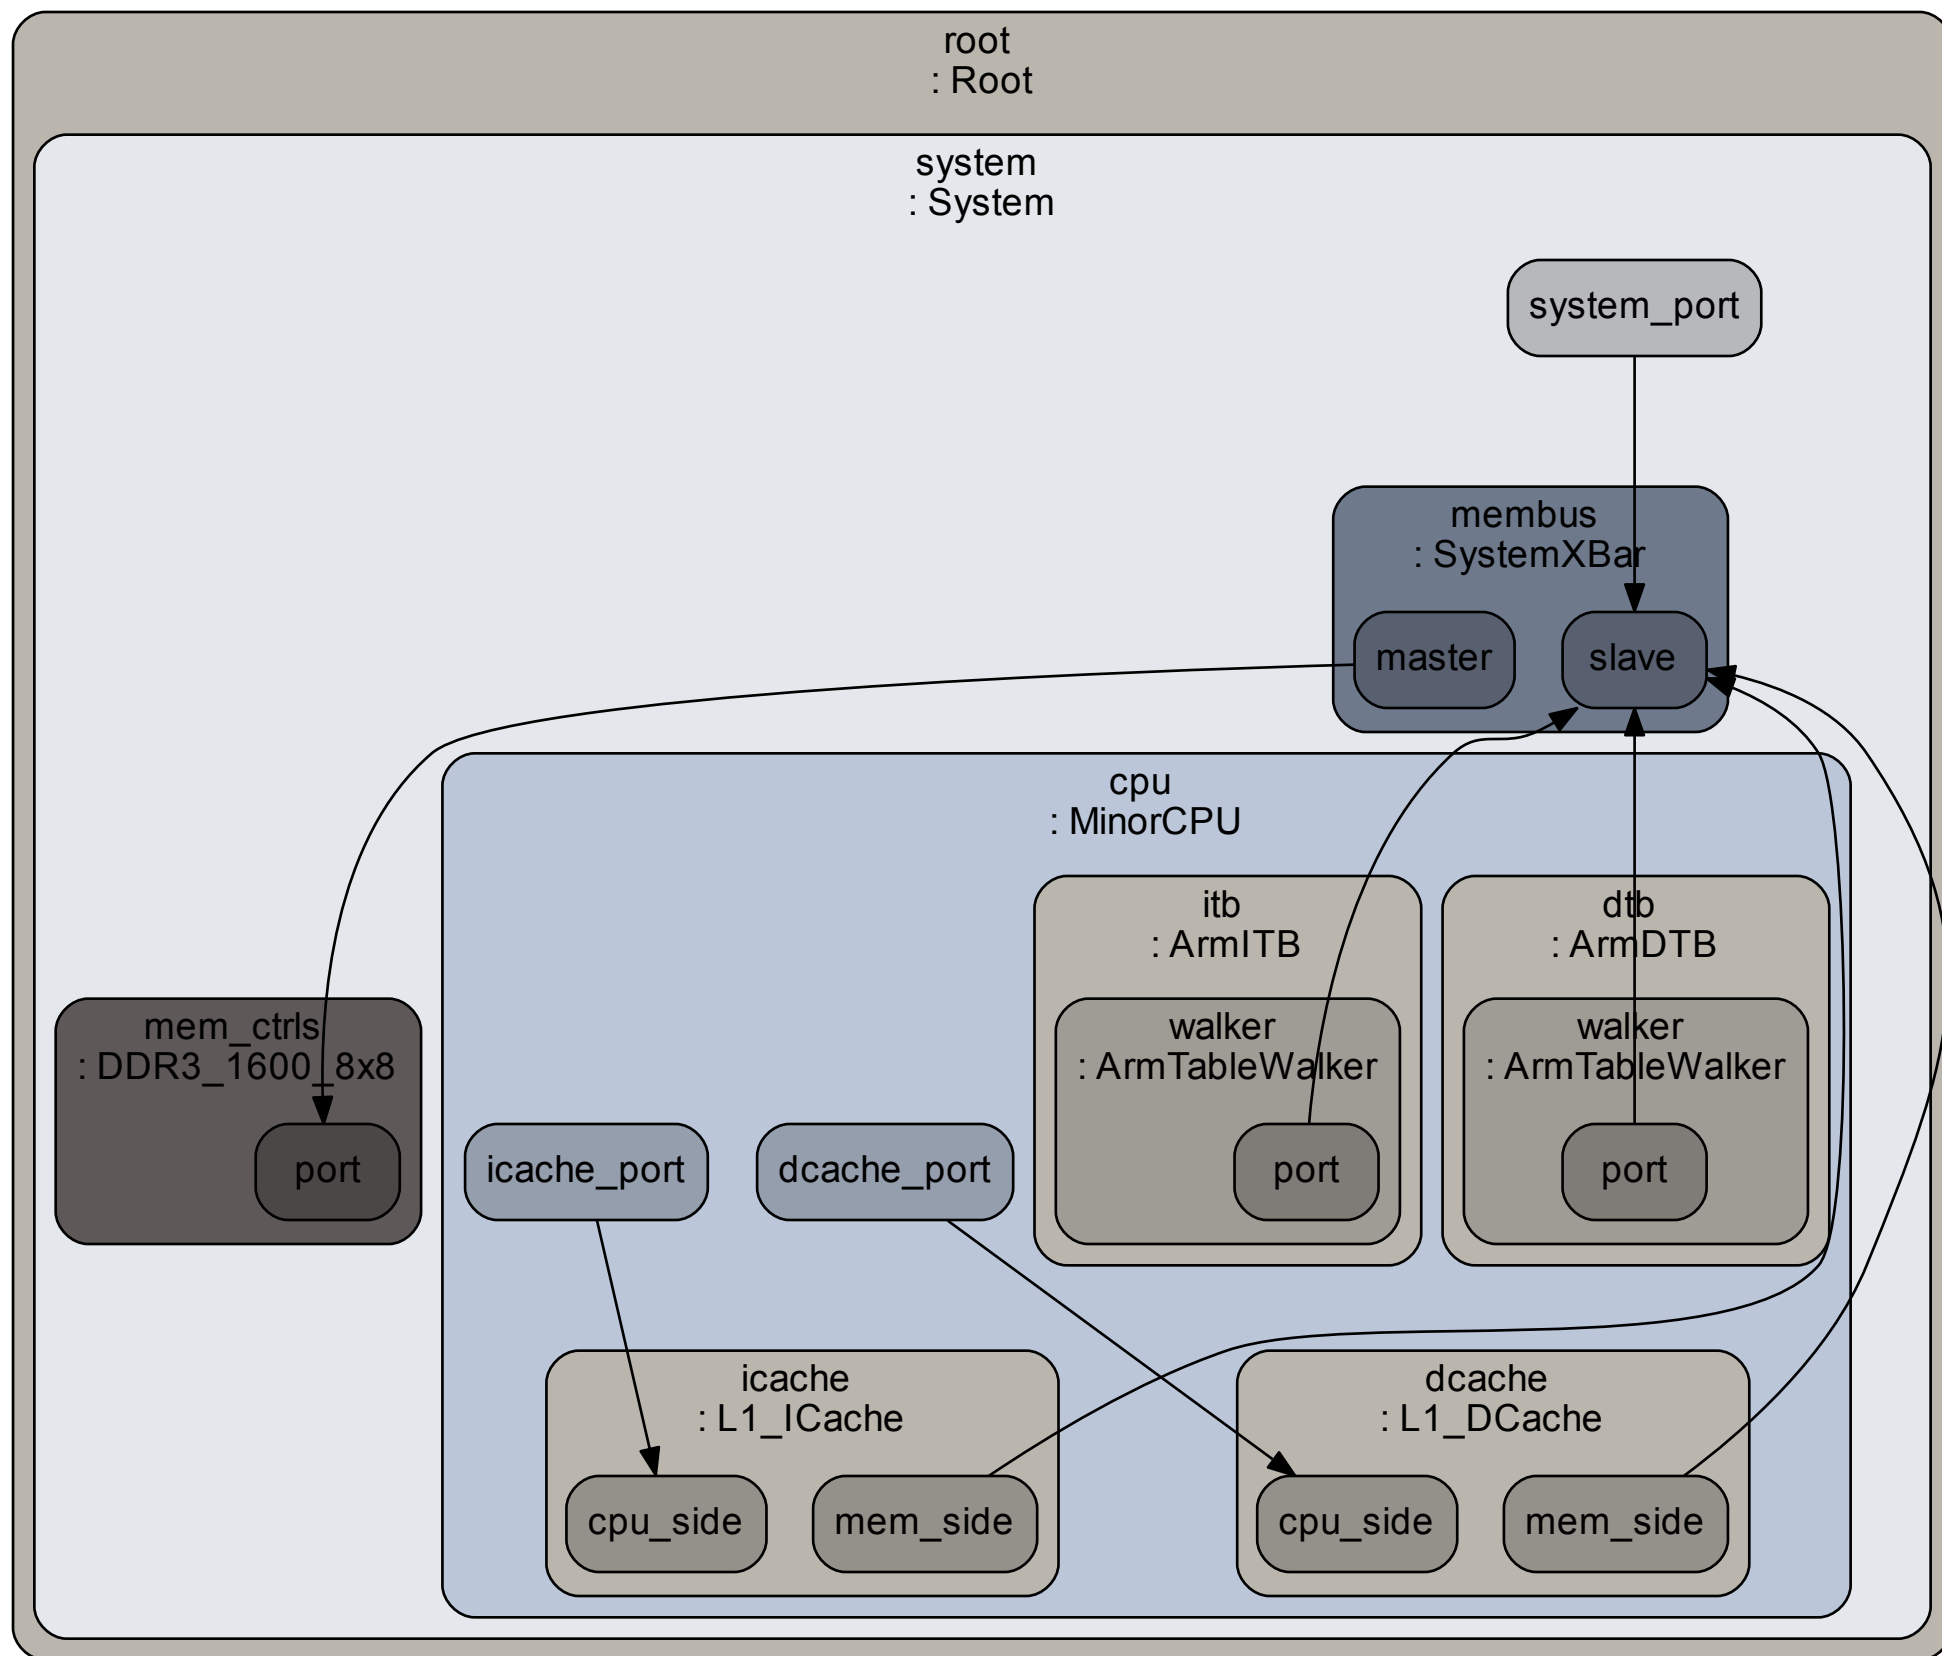 root
: Root
system
: System
system_port
membus
: SystemXBar
master
slave
cpu
: MinorCPU
itb
: ArmITB
dtb
: ArmDTB
mem_ctrls
: DDR3_1600_8x8
walker
: ArmTableWalker
walker
: ArmTableWalker
port
icache_port
dcache_port
port
port
icache
: L1_ICache
dcache
: L1_DCache
cpu_side
mem_side
cpu_side
mem_side